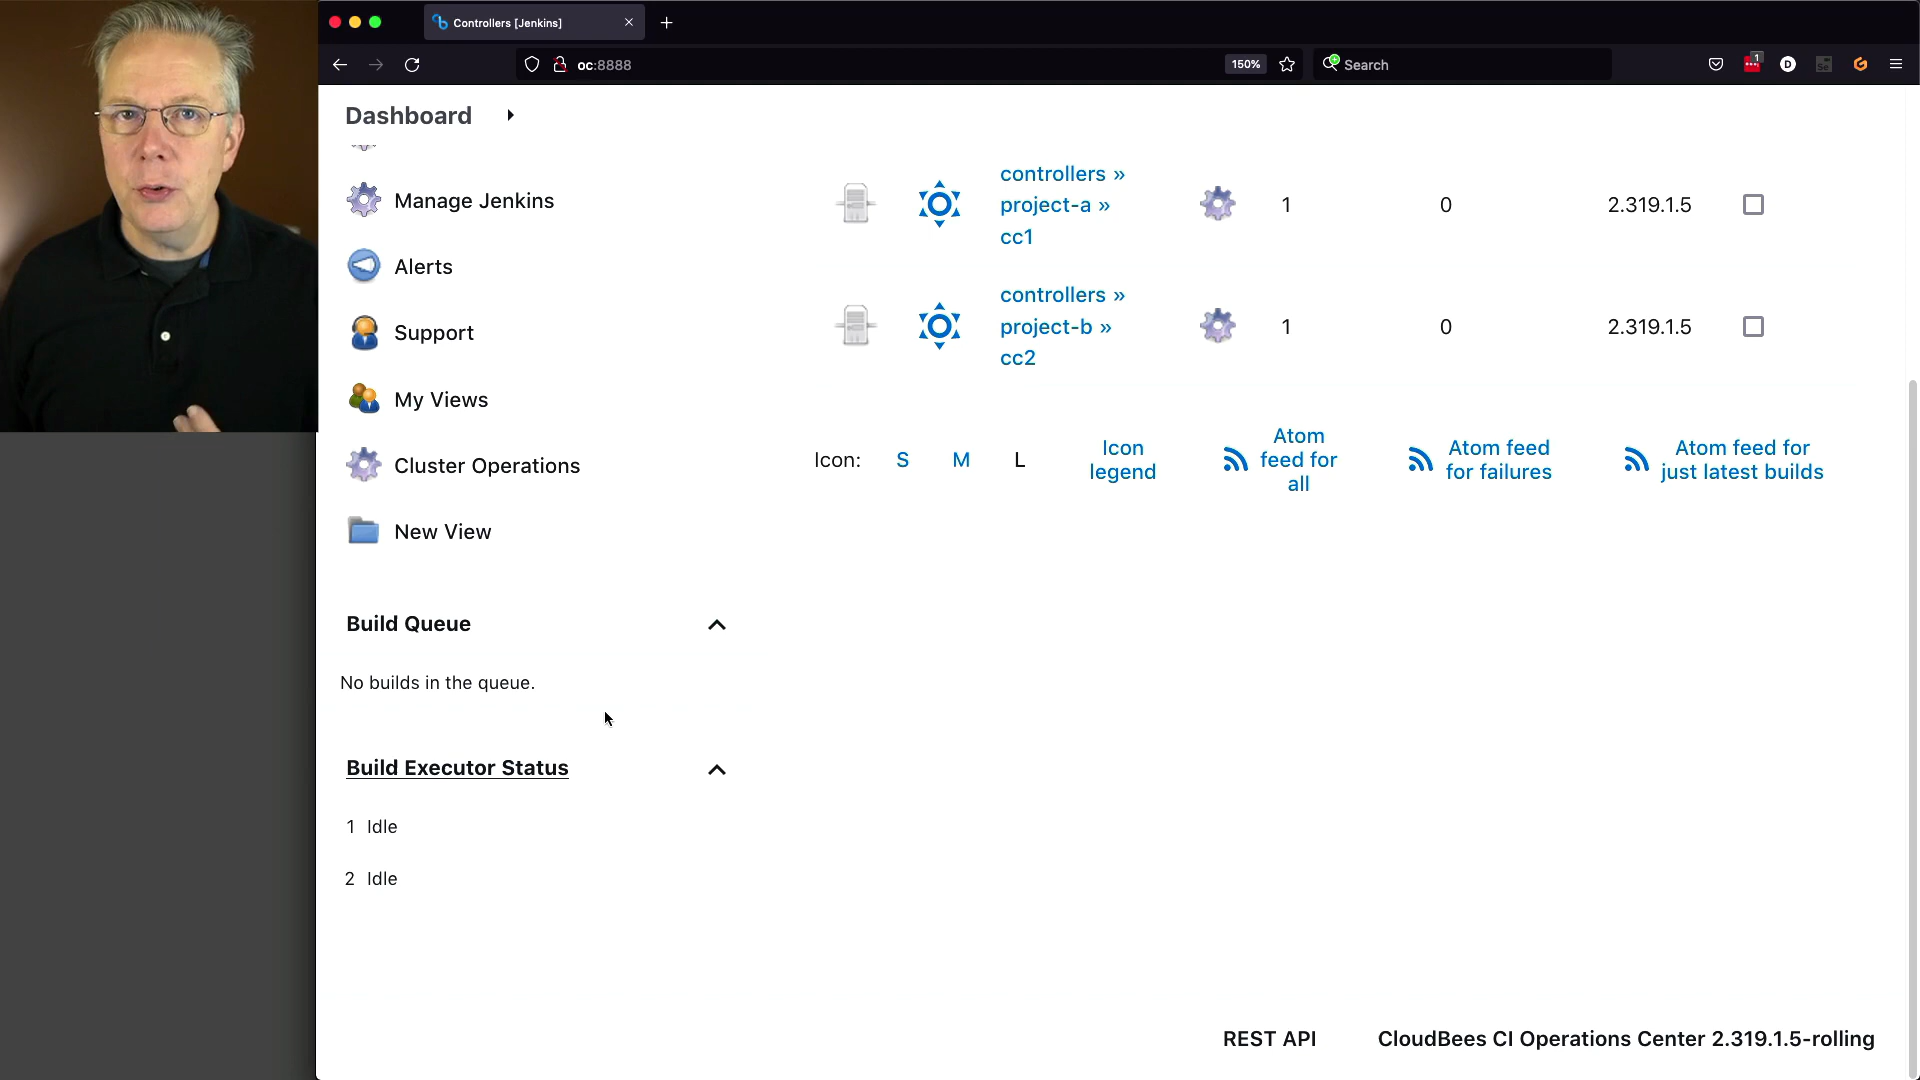 Controllers [Jenkins]
oc:8888
150%
Search
1
Dashboard
Manage Jenkins
Alerts
Support
My Views
Cluster Operations
New View
controllers »
project-a »
cc1
1
0
2.319.1.5
controllers »
project-b »
cc2
1
0
2.319.1.5
Icon:
S
M
L
Icon
legend
Atom
feed for
all
Atom feed
for failures
Atom feed for
just latest builds
Build Queue
No builds in the queue.
Build Executor Status
1 Idle
2 Idle
REST API
CloudBees CI Operations Center 2.319.1.5-rolling